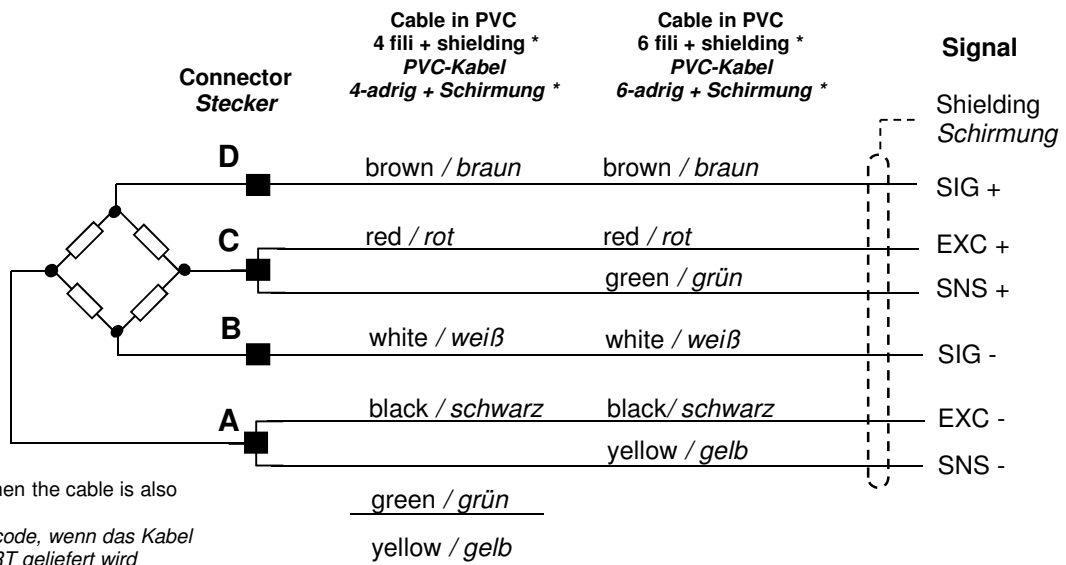 Cable in PVC
4 fili + shielding *
PVC-Kabel
4-adrig + Schirmung *
Cable in PVC
6 fili + shielding *
PVC-Kabel
6-adrig + Schirmung *
Signal
Connector
Stecker
Shielding
Schirmung
D
brown / braun
brown / braun
SIG +
C
red / rot
red / rot
EXC +
green / grün
SNS +
B
white / weiß
white / weiß
SIG -
A
black / schwarz
black/ schwarz
EXC -
yellow / gelb
SNS -
green / grün
yellow / gelb
the cable is also
code, wenn das Kabel
geliefert wird